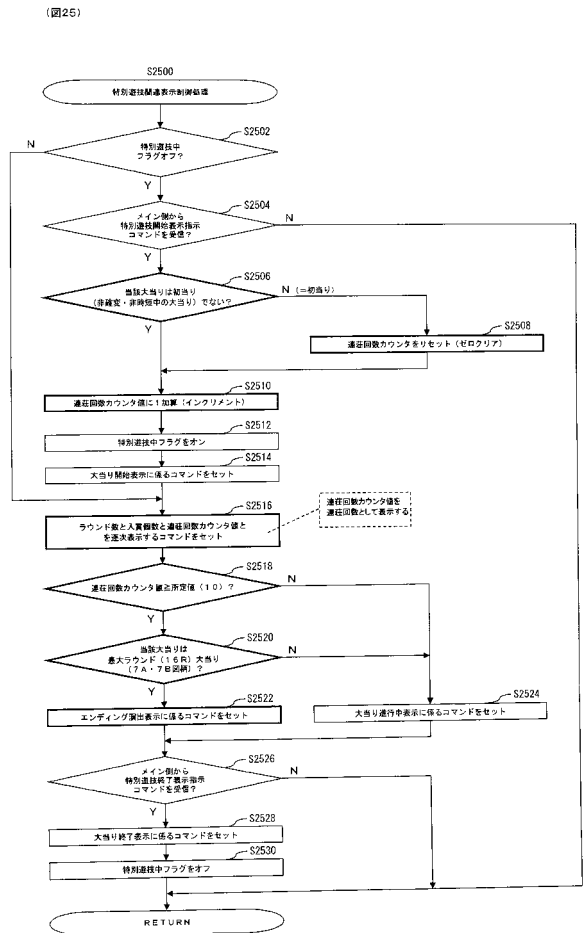 (図25)
S2500
特別遊技関連表示制御処理
S2502
特別遊技中
フラグオフ?
N
Y
S2504
メイン側から
特別遊技開始表示指示
コマンドを受信?
N
Y
S2506
当該大当りは初当り
(非確変・非時短中の大当り)でない?
N (=初当り)
Y
S2508
連荘回数カウンタをリセット(ゼロクリア)
S2510
連荘回数カウンタ値に1加算(インクリメント)
S2512
特別遊技中フラグをオン
S2514
大当り開始表示に係るコマンドをセット
S2516
ラウンド数と入賞個数と連荘回数カウンタ値と
を逐次表示するコマンドをセット
連荘回数カウンタ値を
連荘回数として表示する
S2518
連荘回数カウンタ値≧所定値(10)?
N
Y
S2520
当該大当りは
最大ラウンド(16R)大当り
(7A・7B図柄)?
N
Y
S2522
エンディング演出表示に係るコマンドをセット
S2524
大当り進行中表示に係るコマンドをセット
S2526
メイン側から
特別遊技終了表示指示
コマンドを受信?
N
Y
S2528
大当り終了表示に係るコマンドをセット
S2530
特別遊技中フラグをオフ
RETURN